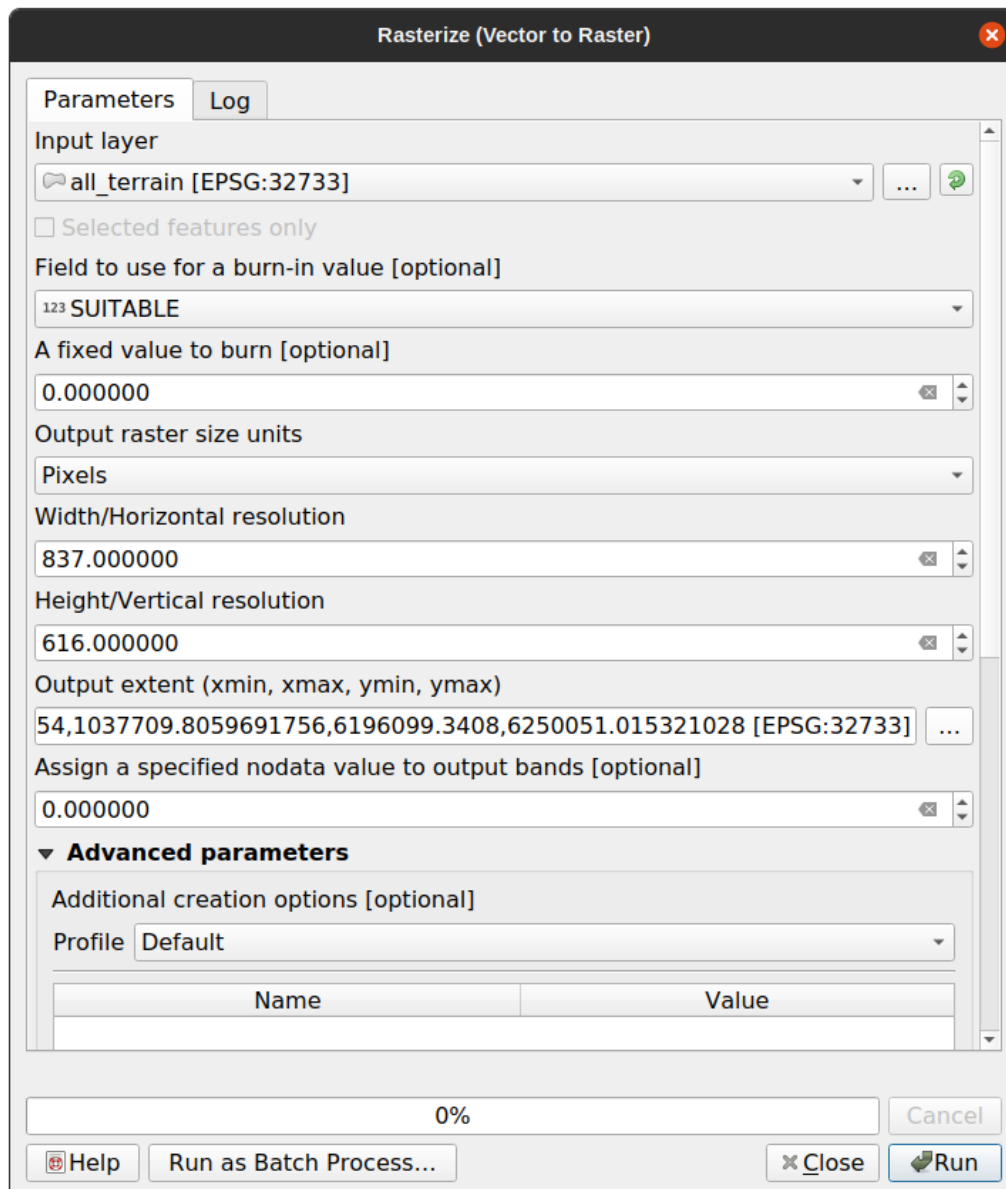 Rasterize (Vector to Raster)
Parameters Log
Input layer
all_terrain [EPSG:32733]
...
Selected features only
Field to use for a burn-in value [optional]
123 SUITABLE
A fixed value to burn [optional]
0.000000
Output raster size units
Pixels
Width/Horizontal resolution
837.000000
Height/Vertical resolution
616.000000
Output extent (xmin, xmax, ymin, ymax)
54,1037709.8059691756,6196099.3408,6250051.015321028 [EPSG:32733] ...
Assign a specified nodata value to output bands [optional]
0.000000
Advanced parameters
Additional creation options [optional]
Profile Default
Name Value
0% Cancel
Help Run as Batch Process... Close Run